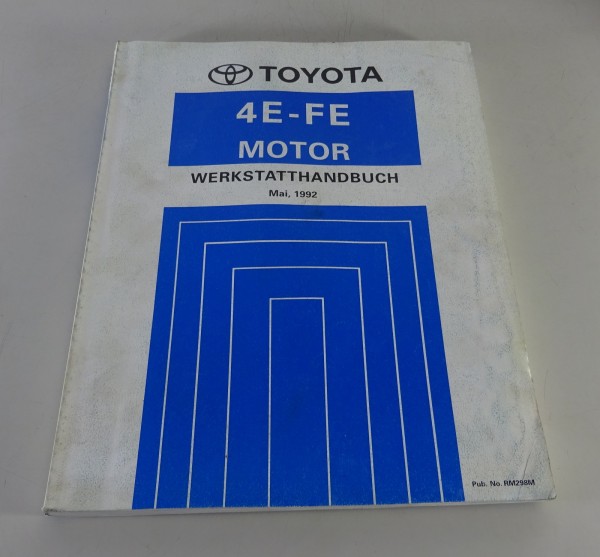 TOYOTA
4E-FE
MOTOR
WERKSTATTHANDBUCH
Mai, 1992
Pub. No. RM298M